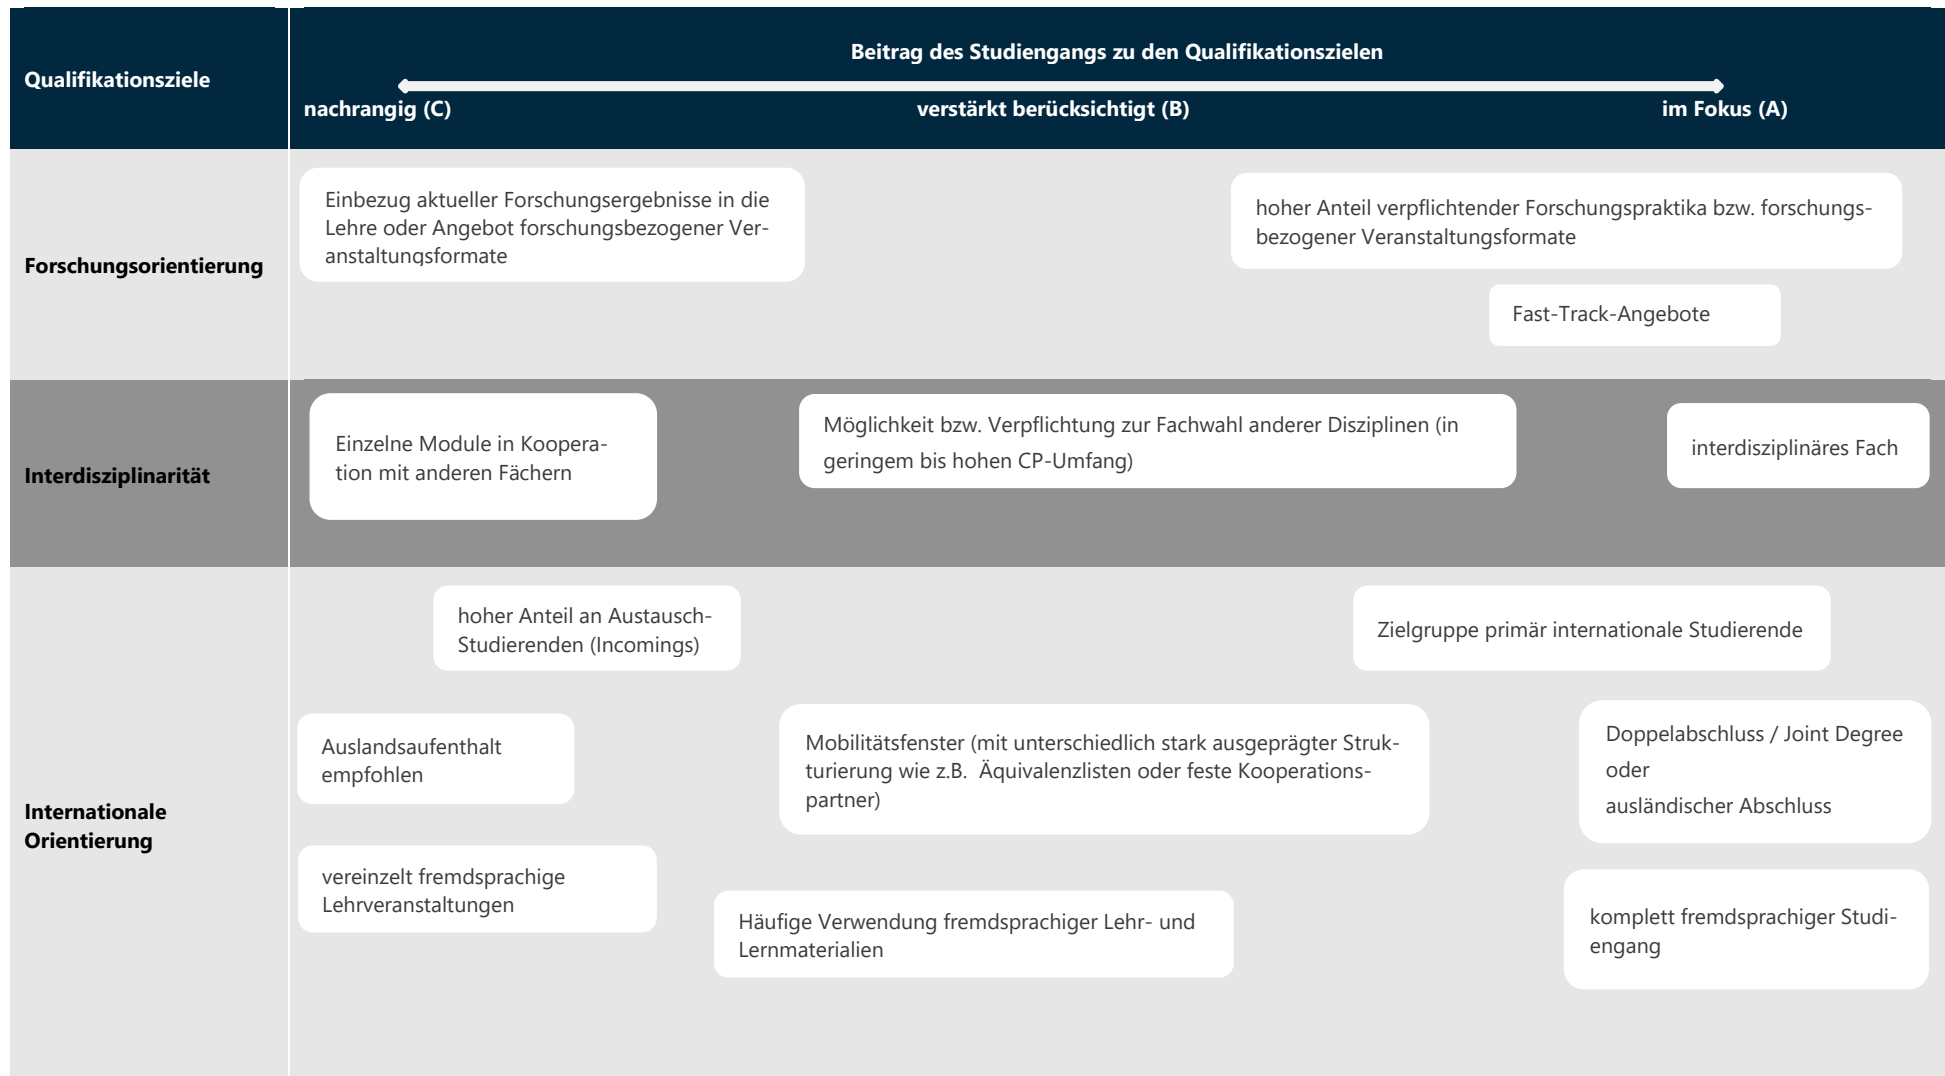 Beitrag des Studiengangs zu den Qualifikationszielen
Qualifikationsziele
nachrangig (C)
verstärkt berücksichtigt (B)
im Fokus (A)
Forschungsorientierung
Einbezug aktueller Forschungsergebnisse in die
Lehre oder Angebot forschungsbezogener Ver-
anstaltungsformate
hoher Anteil verpflichtender Forschungspraktika bzw. forschungs-
bezogener Veranstaltungsformate
Fast-Track-Angebote
Interdisziplinarität
Einzelne Module in Koopera-
tion mit anderen Fächern
Möglichkeit bzw. Verpflichtung zur Fachwahl anderer Disziplinen (in
geringem bis hohen CP-Umfang)
interdisziplinäres Fach
Internationale
Orientierung
hoher Anteil an Austausch-
Studierenden (Incomings)
Zielgruppe primär internationale Studierende
Auslandsaufenthalt
empfohlen
Mobilitätsfenster (mit unterschiedlich stark ausgeprägter Struk-
turierung wie z.B.  Äquivalenzlisten oder feste Kooperations-
partner)
Doppelabschluss / Joint Degree
oder
ausländischer Abschluss
vereinzelt fremdsprachige
Lehrveranstaltungen
Häufige Verwendung fremdsprachiger Lehr- und
Lernmaterialien
komplett fremdsprachiger Studi-
engang